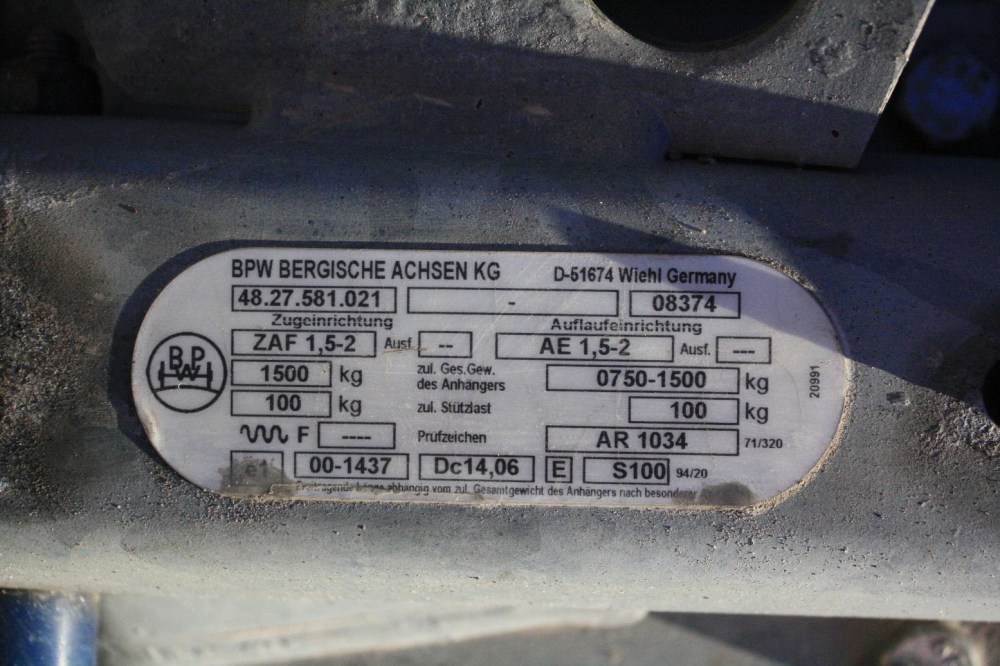 BPW BERGISCHE ACHSEN KG D-51674 Wiehl Germany
48.27.581.021 - 08374
Zugeinrichtung Auflaufeinrichtung
ZAF 1,5-2 Ausf. -- AE 1,5-2 Ausf. ---
BPW
1500 kg zul. Ges.Gew. des Anhängers 0750-1500 kg
100 kg zul. Stützlast 100 kg
F ---- Prüfzeichen AR 1034 71/320
e1 00-1437 Dc14,06 E S100 94/20
abhängig vom zul. Gesamtgewicht des Anhängers nach besonderer
20991